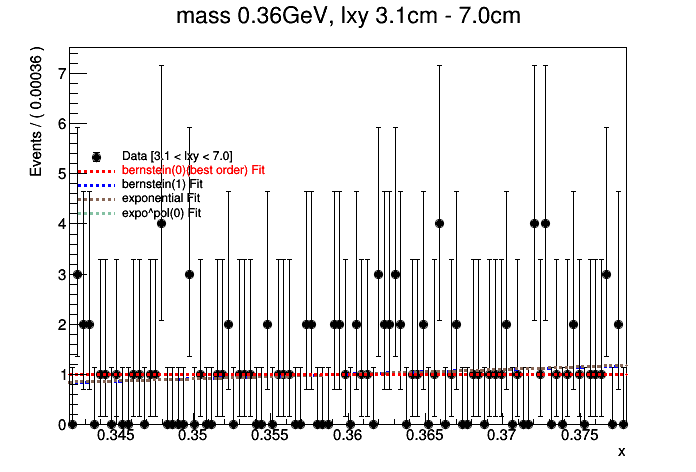 mass 0.36GeV, lxy 3.1cm - 7.0cm
Events / ( 0.00036 )
7
6
5
4
3
2
1
0
Data [3.1 < lxy < 7.0]
bernstein(0)(best order) Fit
bernstein(1) Fit
exponential Fit
expo^pol(0) Fit
0.345 0.35 0.355 0.36 0.365 0.37 0.375
x